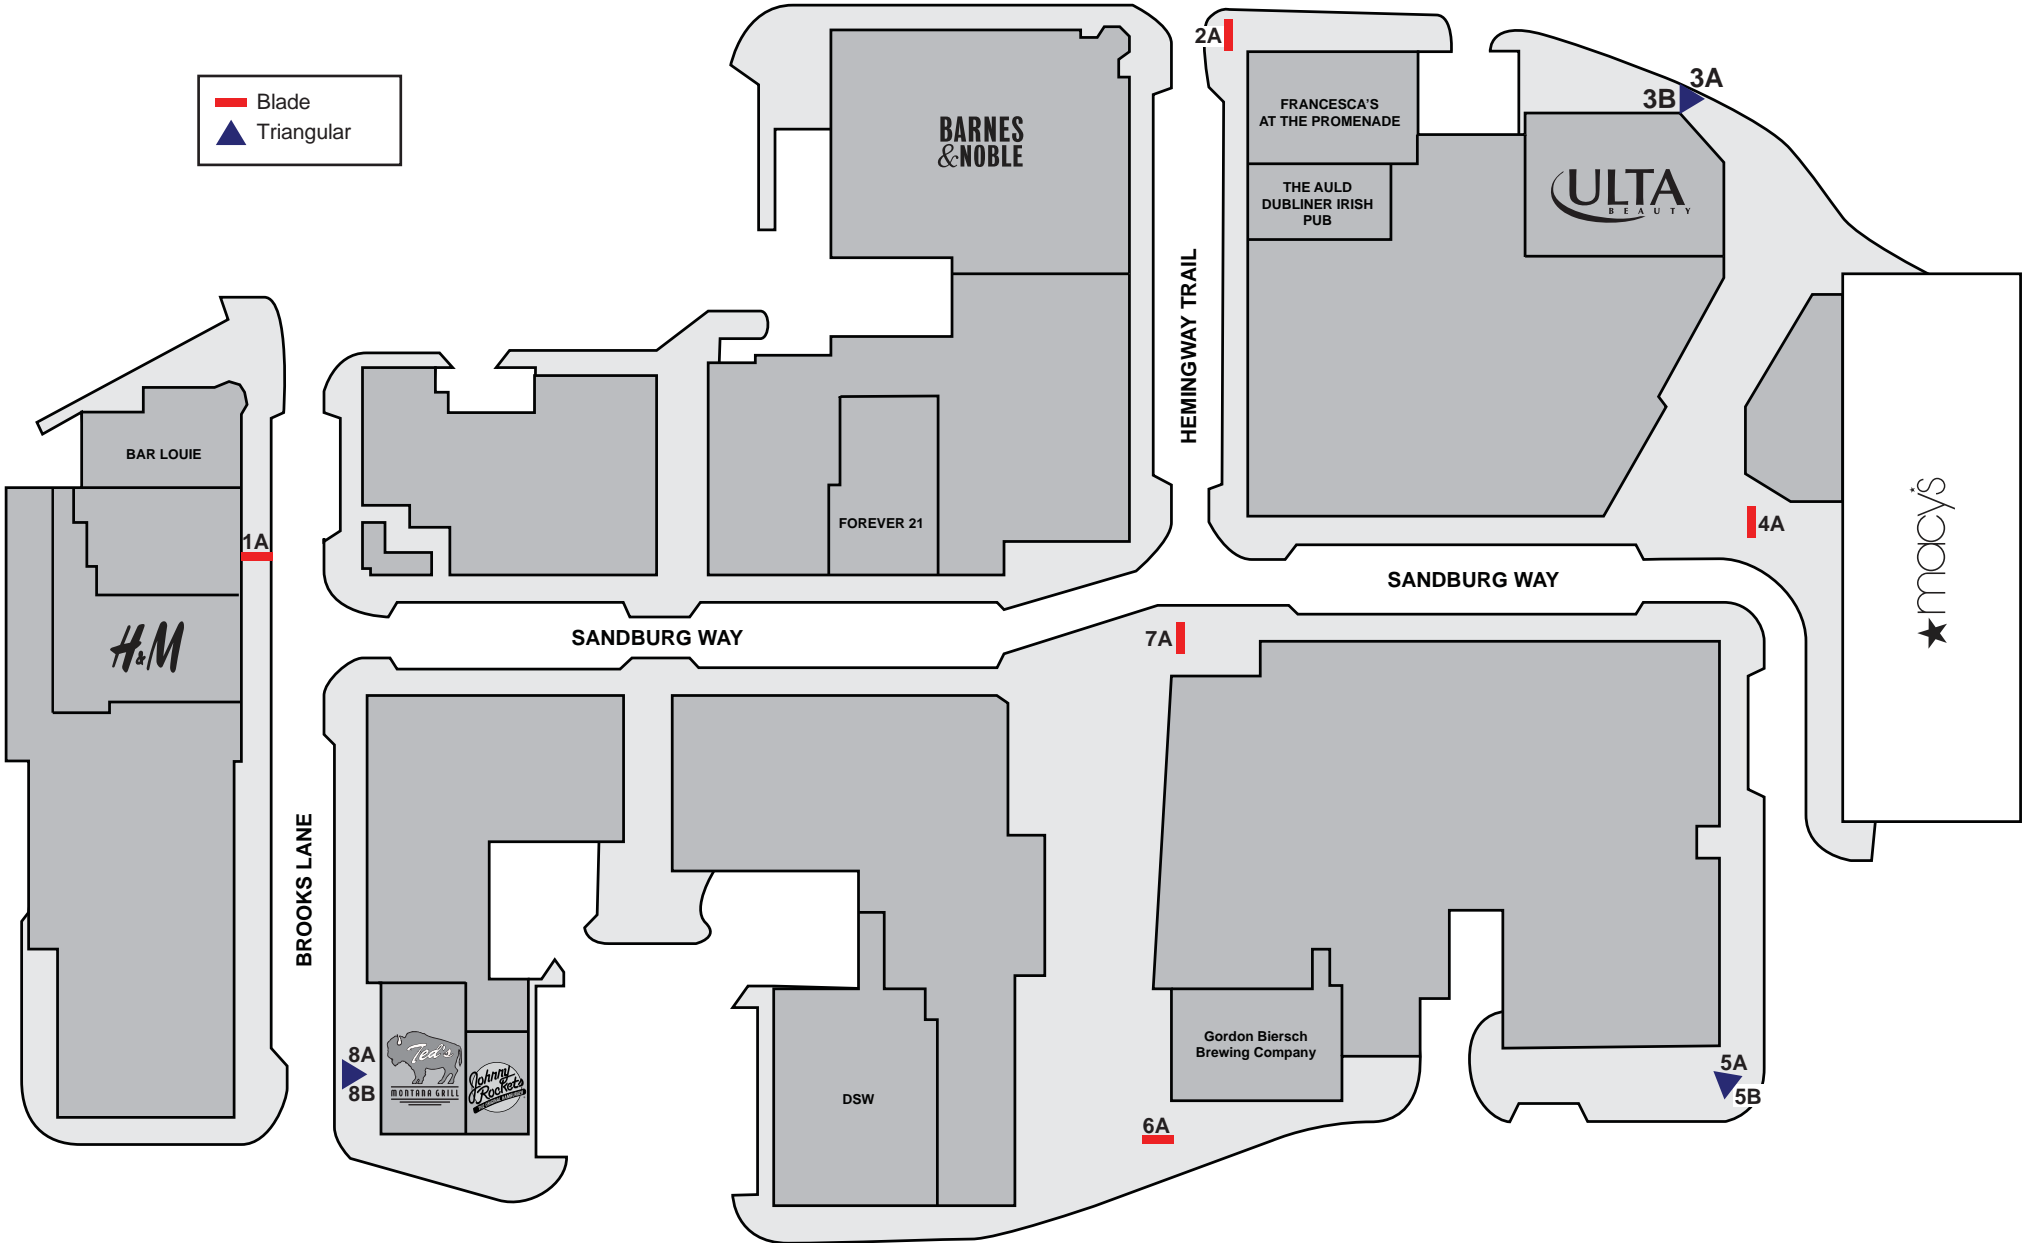 Blade
Triangular
2A
3A
3B
BARNES
&NOBLE
FRANCESCA'S
AT THE PROMENADE
THE AULD
DUBLINER IRISH
PUB
ULTA
BEAUTY
HEMINGWAY TRAIL
BAR LOUIE
FOREVER 21
1A
4A
macy's
SANDBURG WAY
SANDBURG WAY
7A
H&M
BROOKS LANE
8A
8B
Ted's
MONTANA GRILL
Johnny
Rockets
DSW
Gordon Biersch
Brewing Company
5A
5B
6A